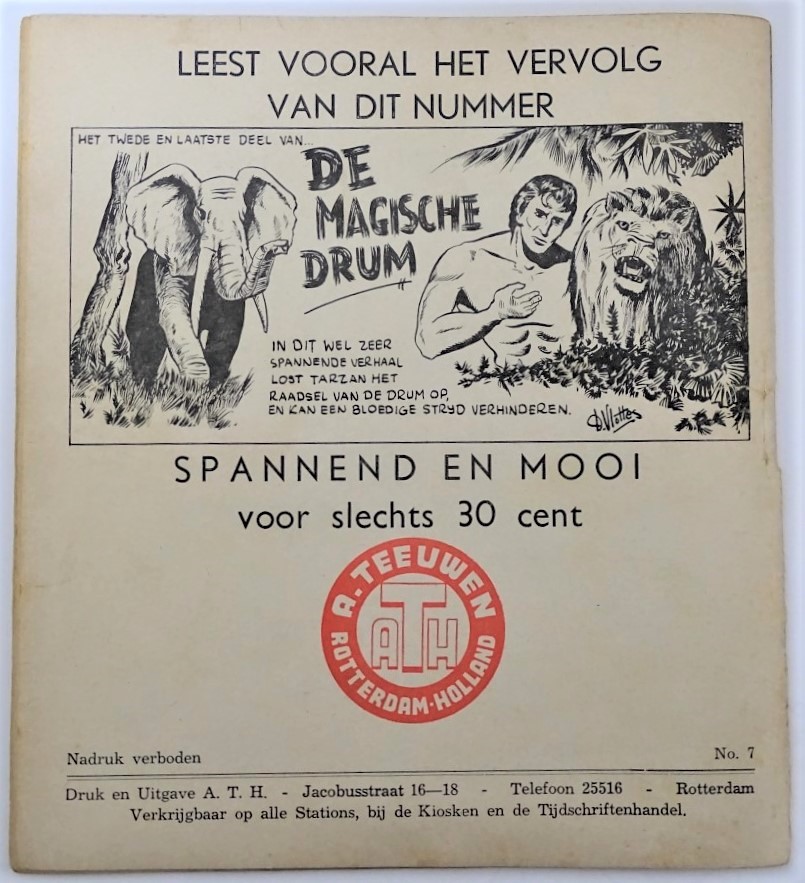 LEEST VOORAL HET VERVOLG
VAN DIT NUMMER
HET TWEDE EN LAATSTE DEEL VAN...
DE
MAGISCHE
DRUM
IN DIT WEL ZEER
SPANNENDE VERHAAL
LOST TARZAN HET
RAADSEL VAN DE DRUM OP,
EN KAN EEN BLOEDIGE STRYD VERHINDEREN.
D.Vlottes
SPANNEND EN MOOI
voor slechts 30 cent
A. TEEUWEN
ATH
ROTTERDAM·HOLLAND
Nadruk verboden No. 7
Druk en Uitgave A. T. H. - Jacobusstraat 16—18 - Telefoon 25516 - Rotterdam
Verkrijgbaar op alle Stations, bij de Kiosken en de Tijdschriftenhandel.